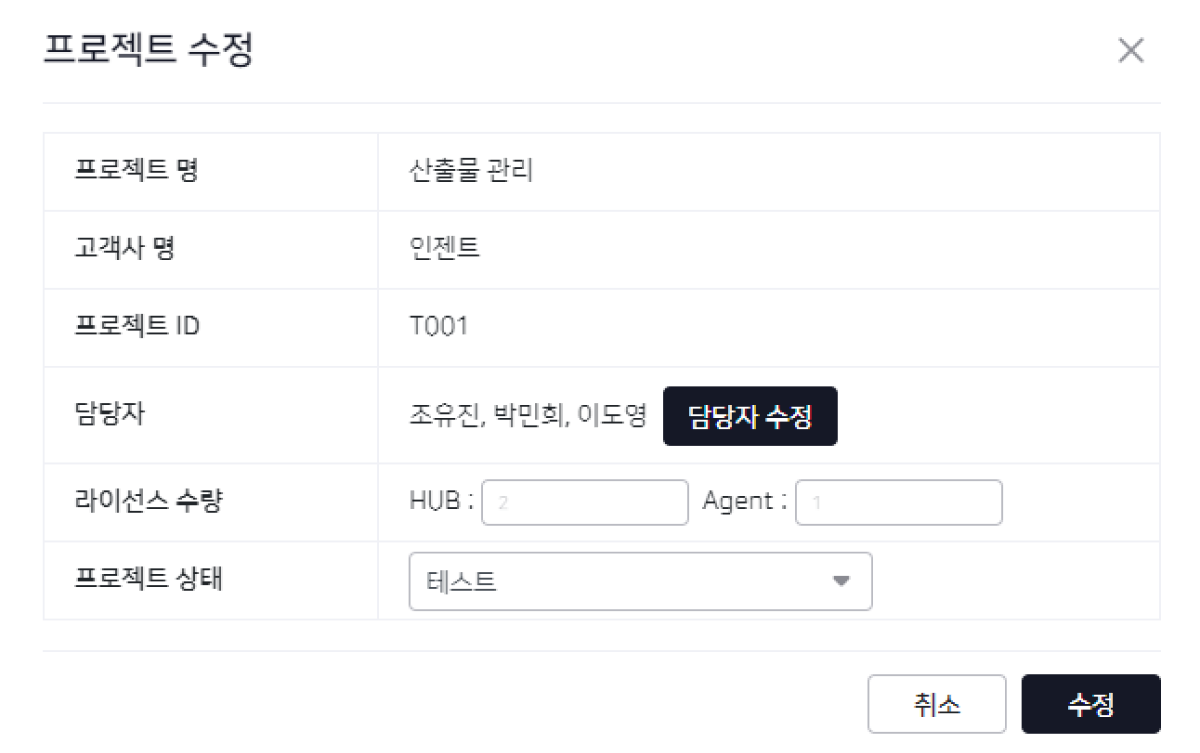 프로젝트 수정
프로젝트 명 산출물 관리
고객사 명 인젠트
프로젝트 ID T001
담당자 조유진, 박민희, 이도영 담당자 수정
라이선스 수량 HUB : 2 Agent : 1
프로젝트 상태 테스트
취소 수정